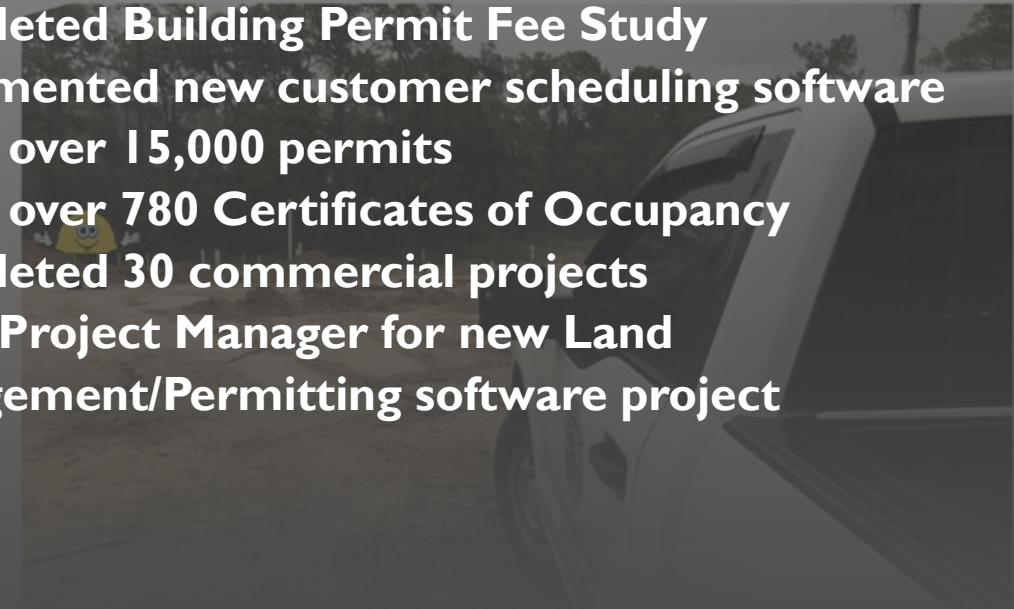 leted Building Permit Fee Study
mented new customer scheduling software
over 15,000 permits
over 780 Certificates of Occupancy
leted 30 commercial projects
Project Manager for new Land
gement/Permitting software project